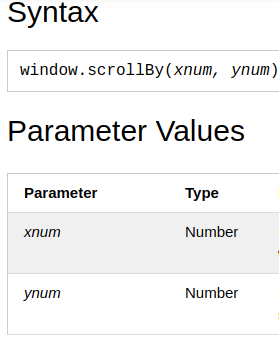 Syntax
window.scrollBy(xnum, ynum)
Parameter Values
Parameter Type
xnum Number
ynum Number